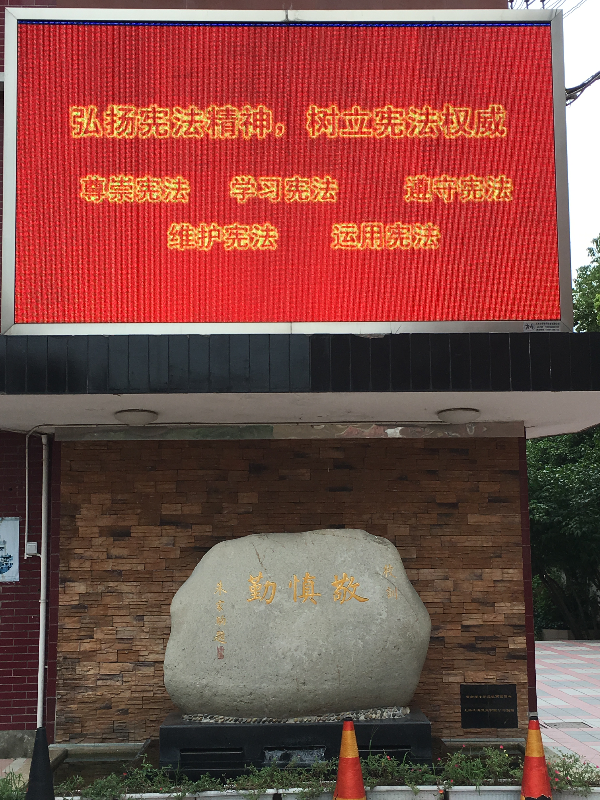 弘扬宪法精神，树立宪法权威
尊崇宪法 学习宪法 遵守宪法
维护宪法 运用宪法
敬慎勤